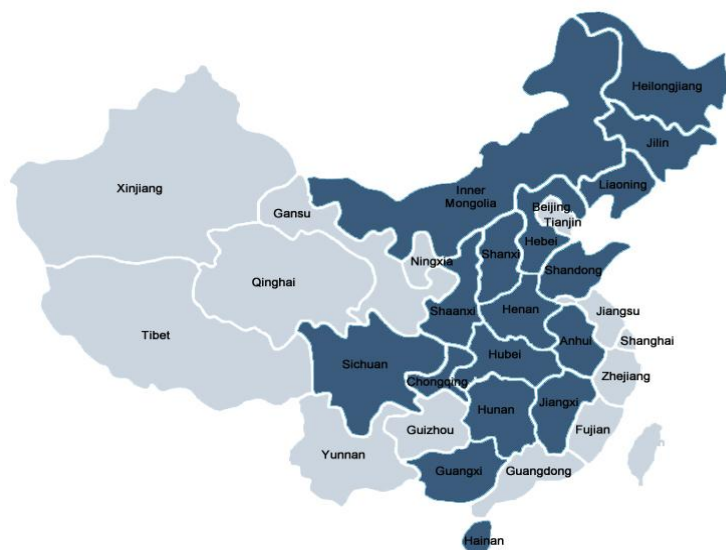 Heilongjiang
Jilin
Liaoning
Xinjiang
Inner
Mongolia
Gansu
Beijing
Tianjin
Hebei
Ningxia
Shanxi
Shandong
Qinghai
Shaanxi
Henan
Jiangsu
Tibet
Anhui
Shanghai
Sichuan
Hubei
Zhejiang
Chongqing
Hunan
Jiangxi
Guizhou
Fujian
Yunnan
Guangxi
Guangdong
Hainan